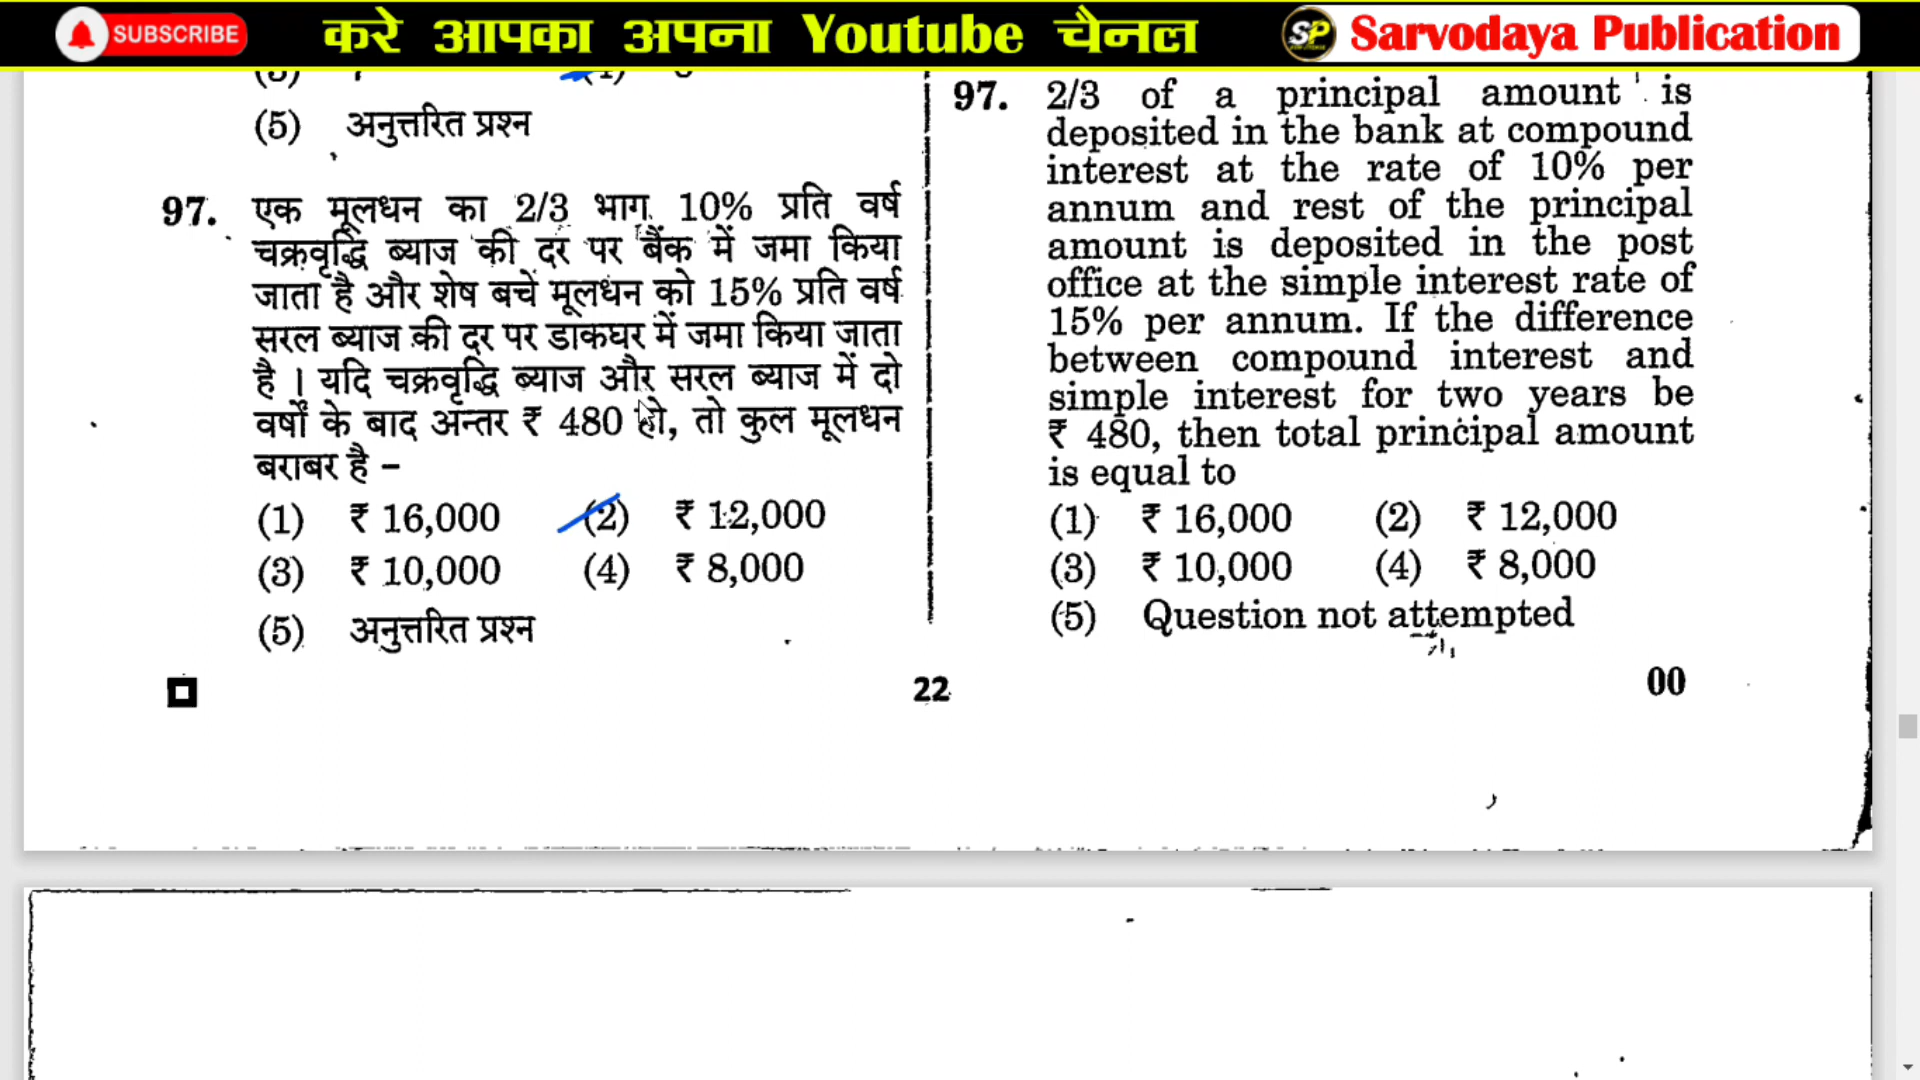 SUBSCRIBE
करे आपका अपना Youtube चैनल
SP
Sarvodaya Publication
(5) अनुत्तरित प्रश्न
97. एक मूलधन का 2/3 भाग 10% प्रति वर्ष
चक्रवृद्धि ब्याज की दर पर बैंक में जमा किया
जाता है और शेष बचें मूलधन को 15% प्रति वर्ष
सरल ब्याज की दर पर डाकघर में जमा किया जाता
है । यदि चक्रवृद्धि ब्याज और सरल ब्याज में दो
वर्षों के बाद अन्तर ₹ 480 हो, तो कुल मूलधन
बराबर है –
(1) ₹ 16,000 (2) ₹ 12,000
(3) ₹ 10,000 (4) ₹ 8,000
(5) अनुत्तरित प्रश्न
97. 2/3 of a principal amount is
deposited in the bank at compound
interest at the rate of 10% per
annum and rest of the principal
amount is deposited in the post
office at the simple interest rate of
15% per annum. If the difference
between compound interest and
simple interest for two years be
₹ 480, then total principal amount
is equal to
(1) ₹ 16,000 (2) ₹ 12,000
(3) ₹ 10,000 (4) ₹ 8,000
(5) Question not attempted
22
00